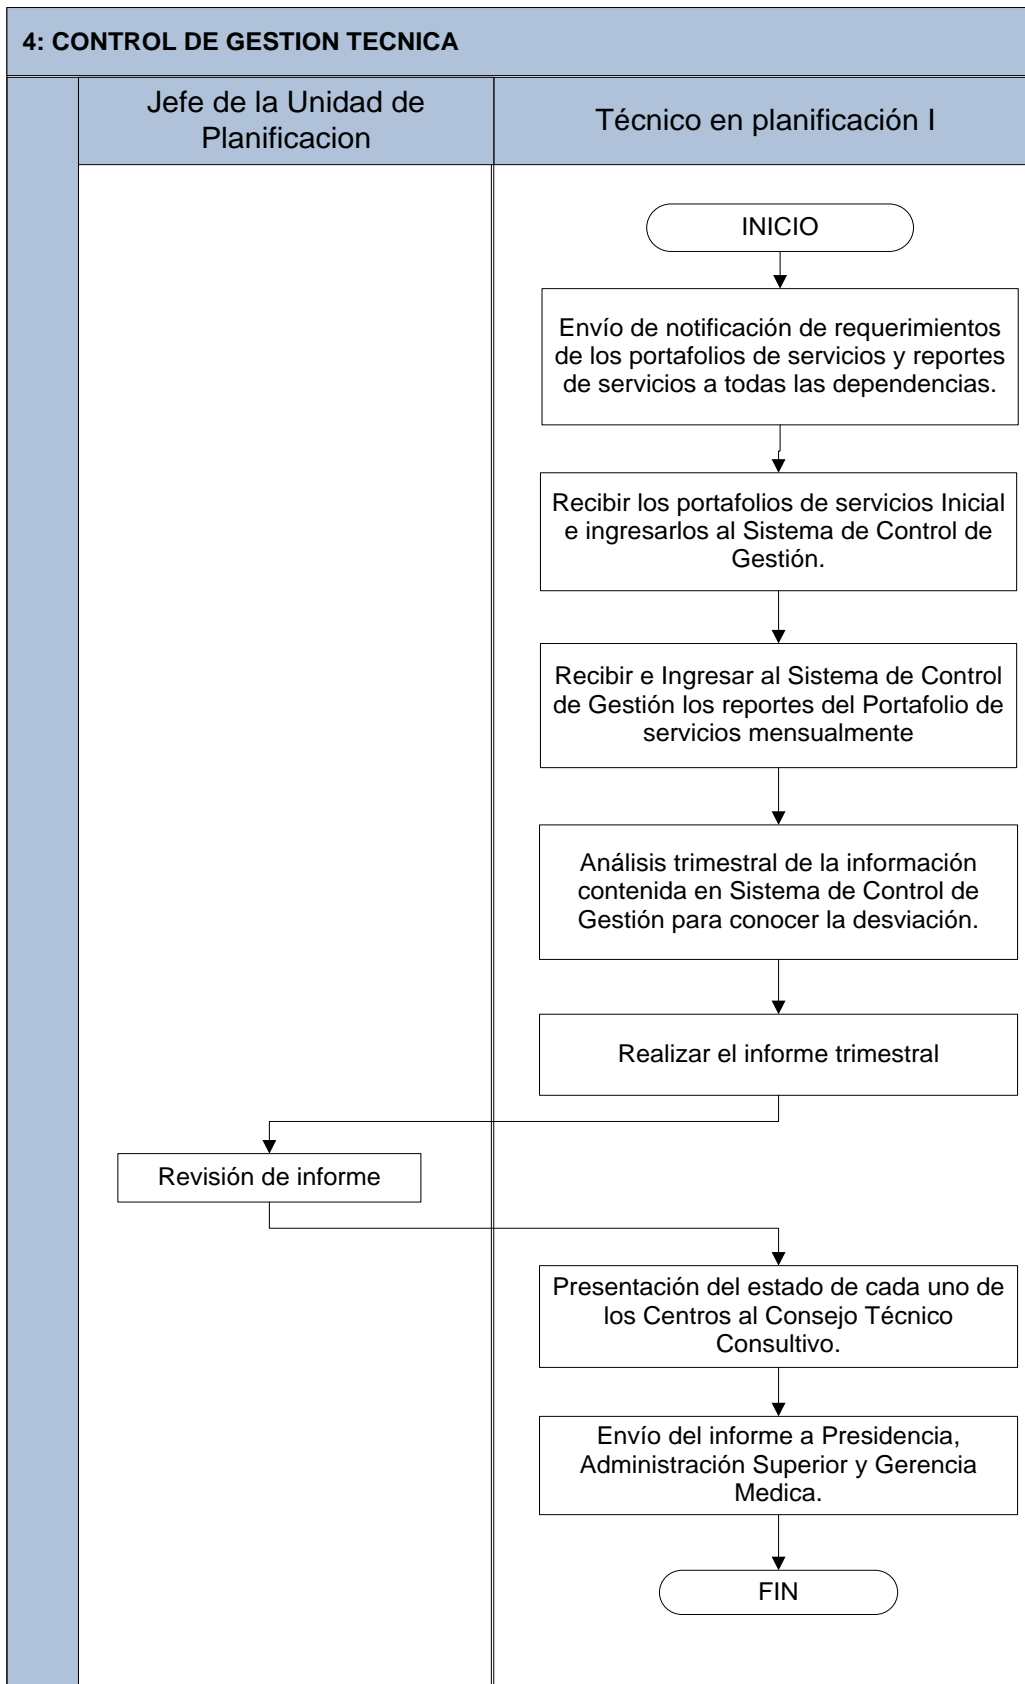 4: CONTROL DE GESTION TECNICA
Jefe de la Unidad de
Planificacion
Técnico en planificación I
INICIO
Envío de notificación de requerimientos
de los portafolios de servicios y reportes
de servicios a todas las dependencias.
Recibir los portafolios de servicios Inicial
e ingresarlos al Sistema de Control de
Gestión.
Recibir e Ingresar al Sistema de Control
de Gestión los reportes del Portafolio de
servicios mensualmente
Análisis trimestral de la información
contenida en Sistema de Control de
Gestión para conocer la desviación.
Realizar el informe trimestral
Revisión de informe
Presentación del estado de cada uno de
los Centros al Consejo Técnico
Consultivo.
Envío del informe a Presidencia,
Administración Superior y Gerencia
Medica.
FIN